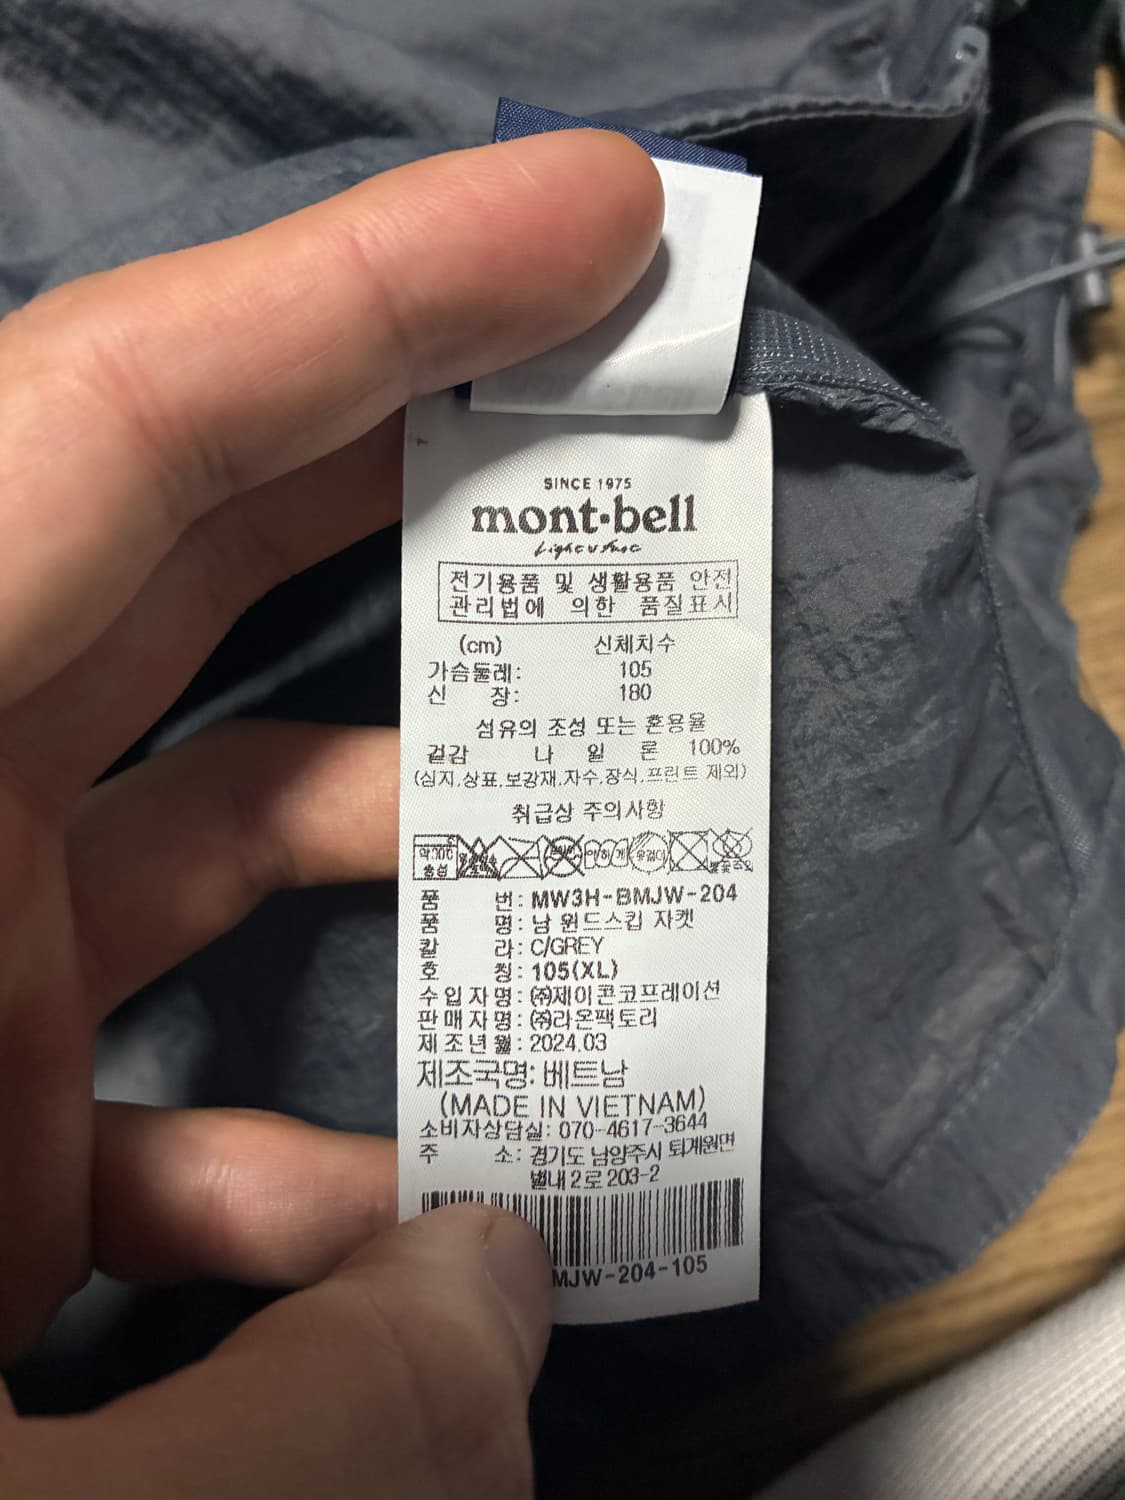 SINCE 1975
mont-bell
Light & Fast
전기용품 및 생활용품 안전
관리법에 의한 품질표시
(cm) 신체치수
가슴둘레: 105
신 장: 180
섬유의 조성 또는 혼용율
겉감 나 일 론 100%
(심지,상표,보강재,자수,장식,프린트 제외)
취급상 주의사항
품 번: MW3H-BMJW-204
품 명: 남 윈드스킵 자켓
칼 라: C/GREY
호 칭: 105(XL)
수입자명: ㈜제이콘코프레이션
판매자명: ㈜라온팩토리
제조년월: 2024.03
제조국명: 베트남
(MADE IN VIETNAM)
소비자상담실: 070-4617-3644
주 소: 경기도 남양주시 퇴계원면
별내2로 203-2
MJW-204-105